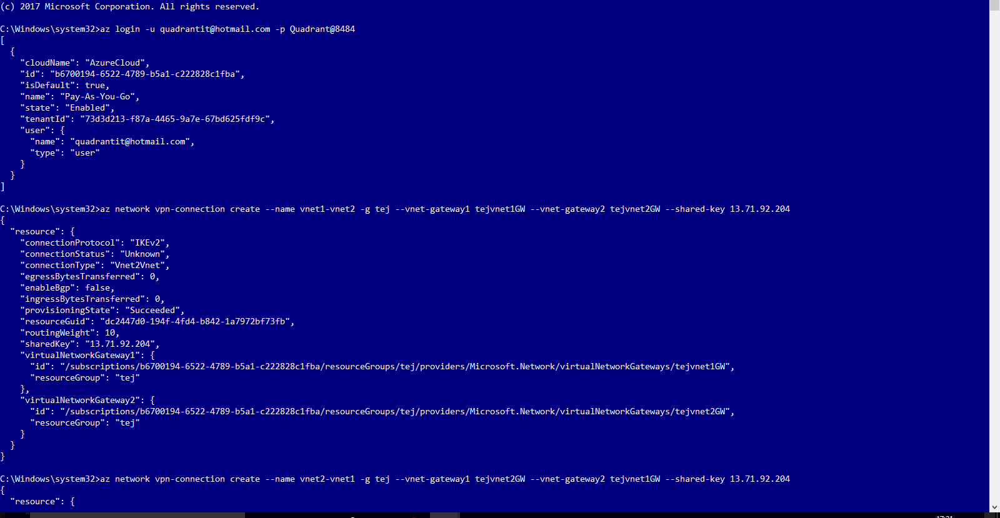 (c) 2017 Microsoft Corporation. All rights reserved.
C:\Windows\system32>az login -u quadrantit@hotmail.com -p Quadrant@8484
[
  {
    "cloudName": "AzureCloud",
    "id": "b6700194-6522-4789-b5a1-c222828c1fba",
    "isDefault": true,
    "name": "Pay-As-You-Go",
    "state": "Enabled",
    "tenantId": "73d3d213-f87a-4465-9a7e-67bd625fdf9c",
    "user": {
      "name": "quadrantit@hotmail.com",
      "type": "user"
    }
  }
]
C:\Windows\system32>az network vpn-connection create --name vnet1-vnet2 -g tej --vnet-gateway1 tejvnet1GW --vnet-gateway2 tejvnet2GW --shared-key 13.71.92.204
{
  "resource": {
    "connectionProtocol": "IKEv2",
    "connectionStatus": "Unknown",
    "connectionType": "Vnet2Vnet",
    "egressBytesTransferred": 0,
    "enableBgp": false,
    "ingressBytesTransferred": 0,
    "provisioningState": "Succeeded",
    "resourceGuid": "dc2447d0-194f-4fd4-b842-1a7972bf73fb",
    "routingWeight": 10,
    "sharedKey": "13.71.92.204",
    "virtualNetworkGateway1": {
      "id": "/subscriptions/b6700194-6522-4789-b5a1-c222828c1fba/resourceGroups/tej/providers/Microsoft.Network/virtualNetworkGateways/tejvnet1GW",
      "resourceGroup": "tej"
    },
    "virtualNetworkGateway2": {
      "id": "/subscriptions/b6700194-6522-4789-b5a1-c222828c1fba/resourceGroups/tej/providers/Microsoft.Network/virtualNetworkGateways/tejvnet2GW",
      "resourceGroup": "tej"
    }
  }
}
C:\Windows\system32>az network vpn-connection create --name vnet2-vnet1 -g tej --vnet-gateway1 tejvnet2GW --vnet-gateway2 tejvnet1GW --shared-key 13.71.92.204
{
  "resource": {